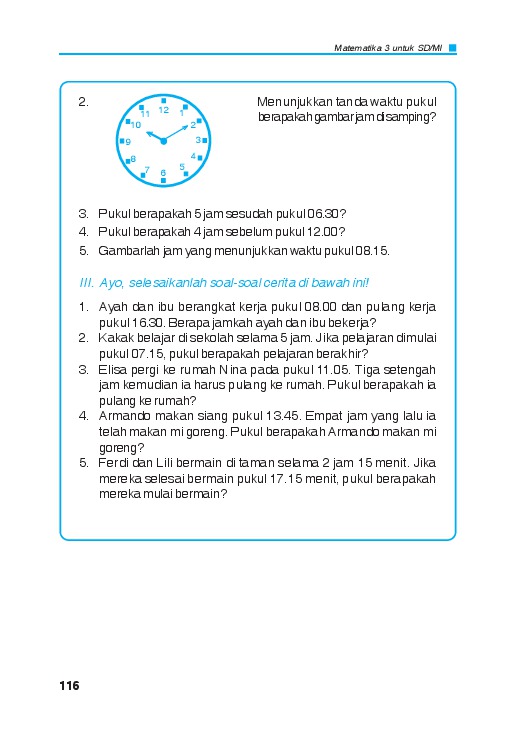 Matematika 3 untuk SD/MI
2.
12
1
2
3
4
5
6
7
8
9
10
11
Menunjukkan tanda waktu pukul
berapakah gambar jam disamping?
3. Pukul berapakah 5 jam sesudah pukul 06.30?
4. Pukul berapakah 4 jam sebelum pukul 12.00?
5. Gambarlah jam yang menunjukkan waktu pukul 08.15.
III. Ayo, selesaikanlah soal-soal cerita di bawah ini!
1. Ayah dan ibu berangkat kerja pukul 08.00 dan pulang kerja
pukul 16.30. Berapa jamkah ayah dan ibu bekerja?
2. Kakak belajar di sekolah selama 5 jam. Jika pelajaran dimulai
pukul 07.15, pukul berapakah pelajaran berakhir?
3. Elisa pergi ke rumah Nina pada pukul 11.05. Tiga setengah
jam kemudian ia harus pulang ke rumah. Pukul berapakah ia
pulang ke rumah?
4. Armando makan siang pukul 13.45. Empat jam yang lalu ia
telah makan mi goreng. Pukul berapakah Armando makan mi
goreng?
5. Ferdi dan Lili bermain di taman selama 2 jam 15 menit. Jika
mereka selesai bermain pukul 17.15 menit, pukul berapakah
mereka mulai bermain?
116